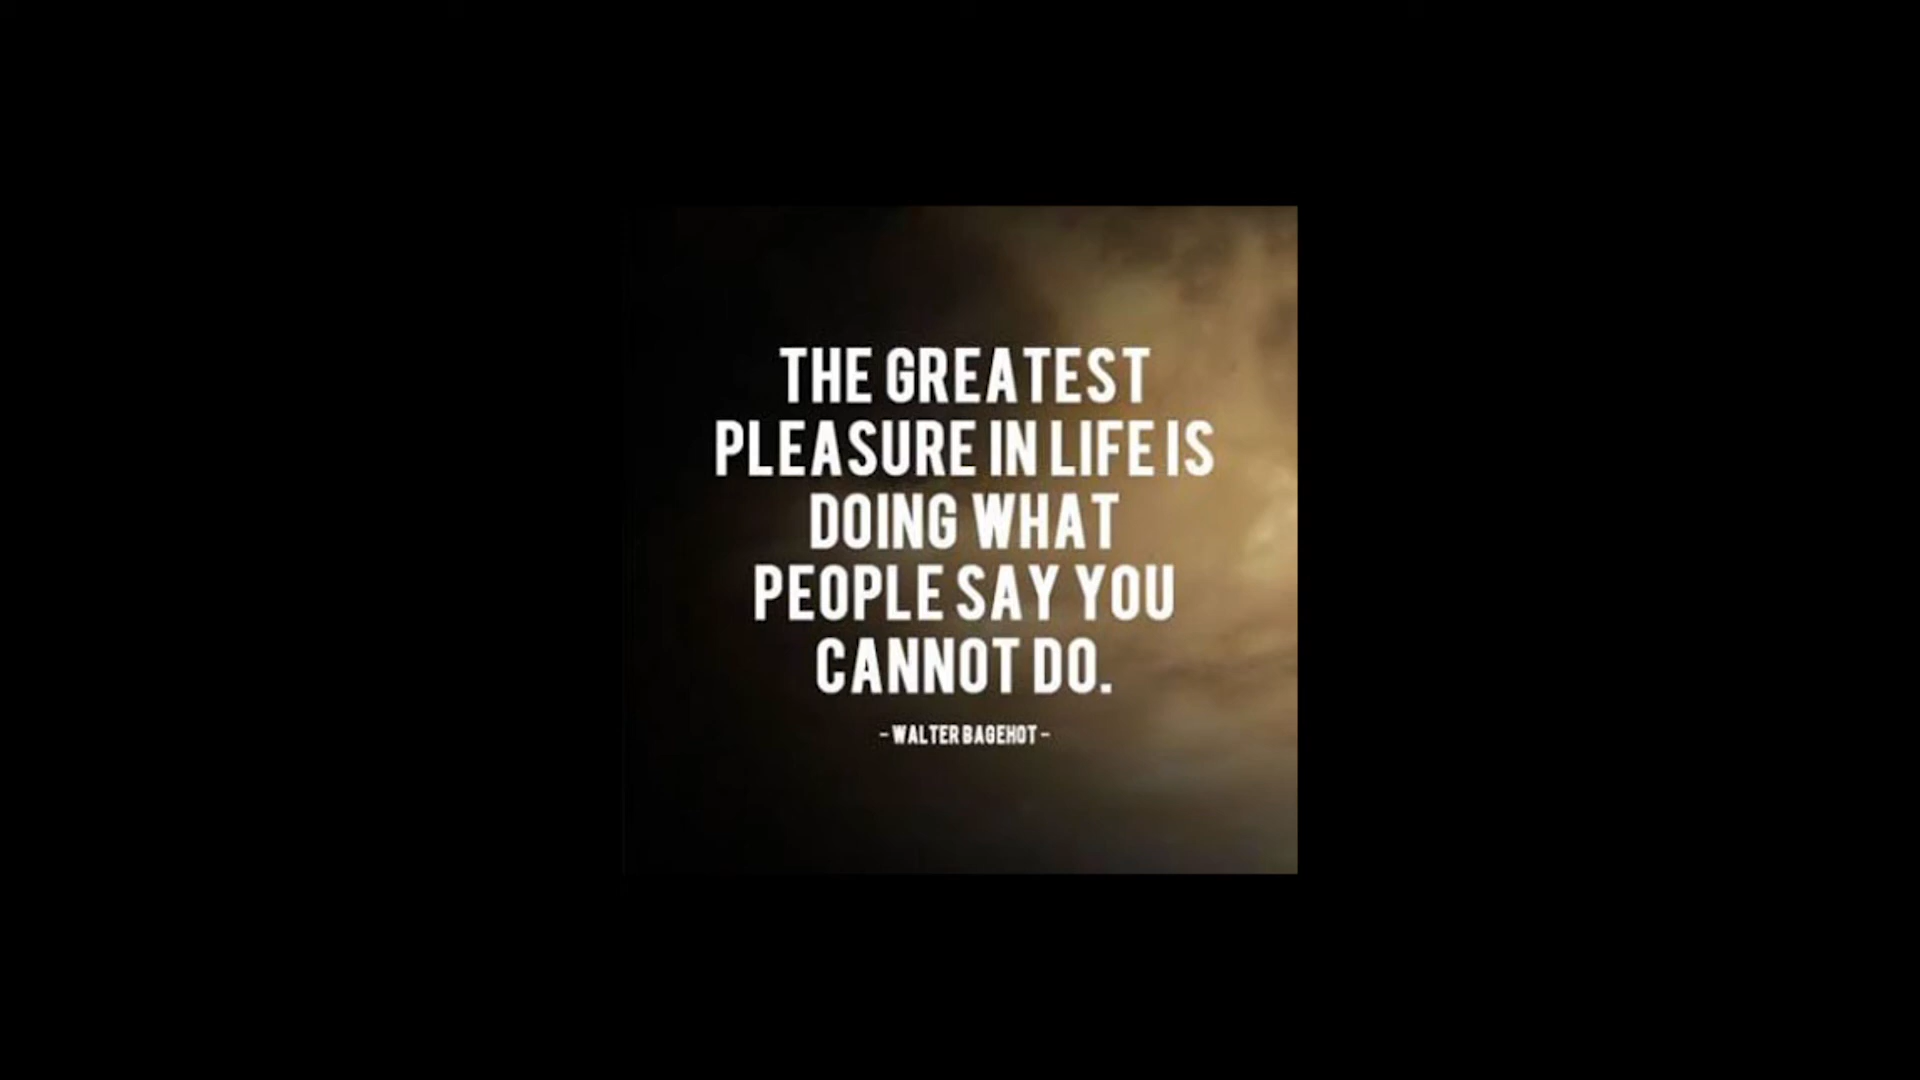 THE GREATEST
PLEASURE IN LIFE IS
DOING WHAT
PEOPLE SAY YOU
CANNOT DO.
- WALTER BAGEHOT -